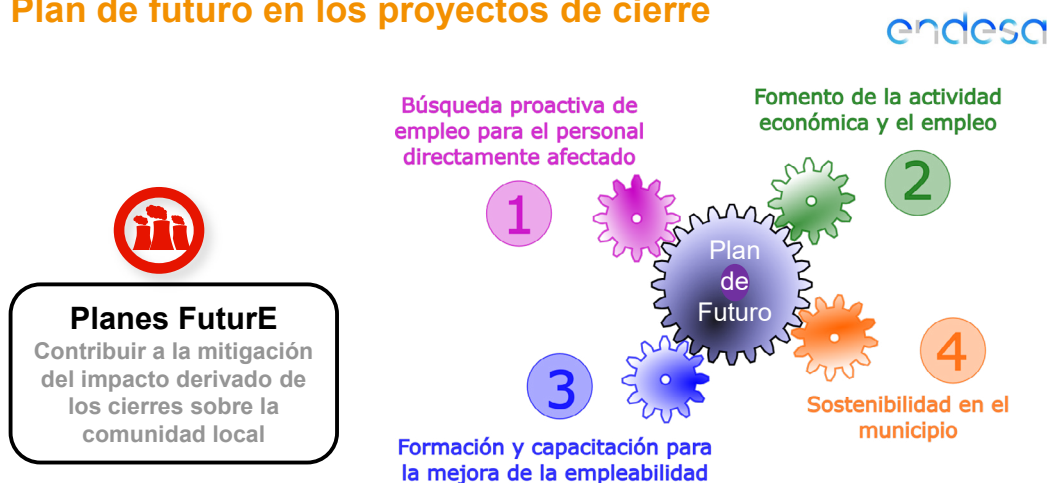 Plan de futuro en los proyectos de cierre
endesa
Búsqueda proactiva de
empleo para el personal
directamente afectado
1
Fomento de la actividad
económica y el empleo
2
Plan
de
Futuro
Planes FuturE
Contribuir a la mitigación
del impacto derivado de
los cierres sobre la
comunidad local
3
Formación y capacitación para
la mejora de la empleabilidad
4
Sostenibilidad en el
municipio